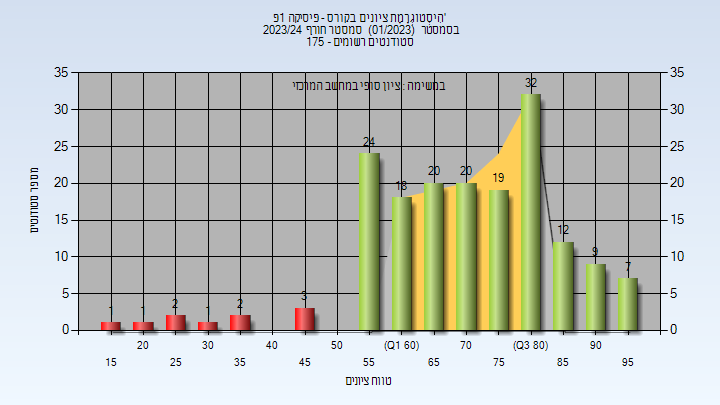 היסטוגרמת ציונים בקורס - פיסיקה 1פ'
בסמסטר (01/2023) סמסטר חורף 2023/24
סטודנטים רשומים - 175
במשימה : ציון סופי במחשב המרכזי
מספר סטודנטים
35 35
30 30
25 25
20 20
15 15
10 10
5 5
0 0
1 1 2 1 2 3 24 18 20 20 19 32 12 9 7
20 30 40 50 (Q1 60) 70 (Q3 80) 90
15 25 35 45 55 65 75 85 95
טווח ציונים